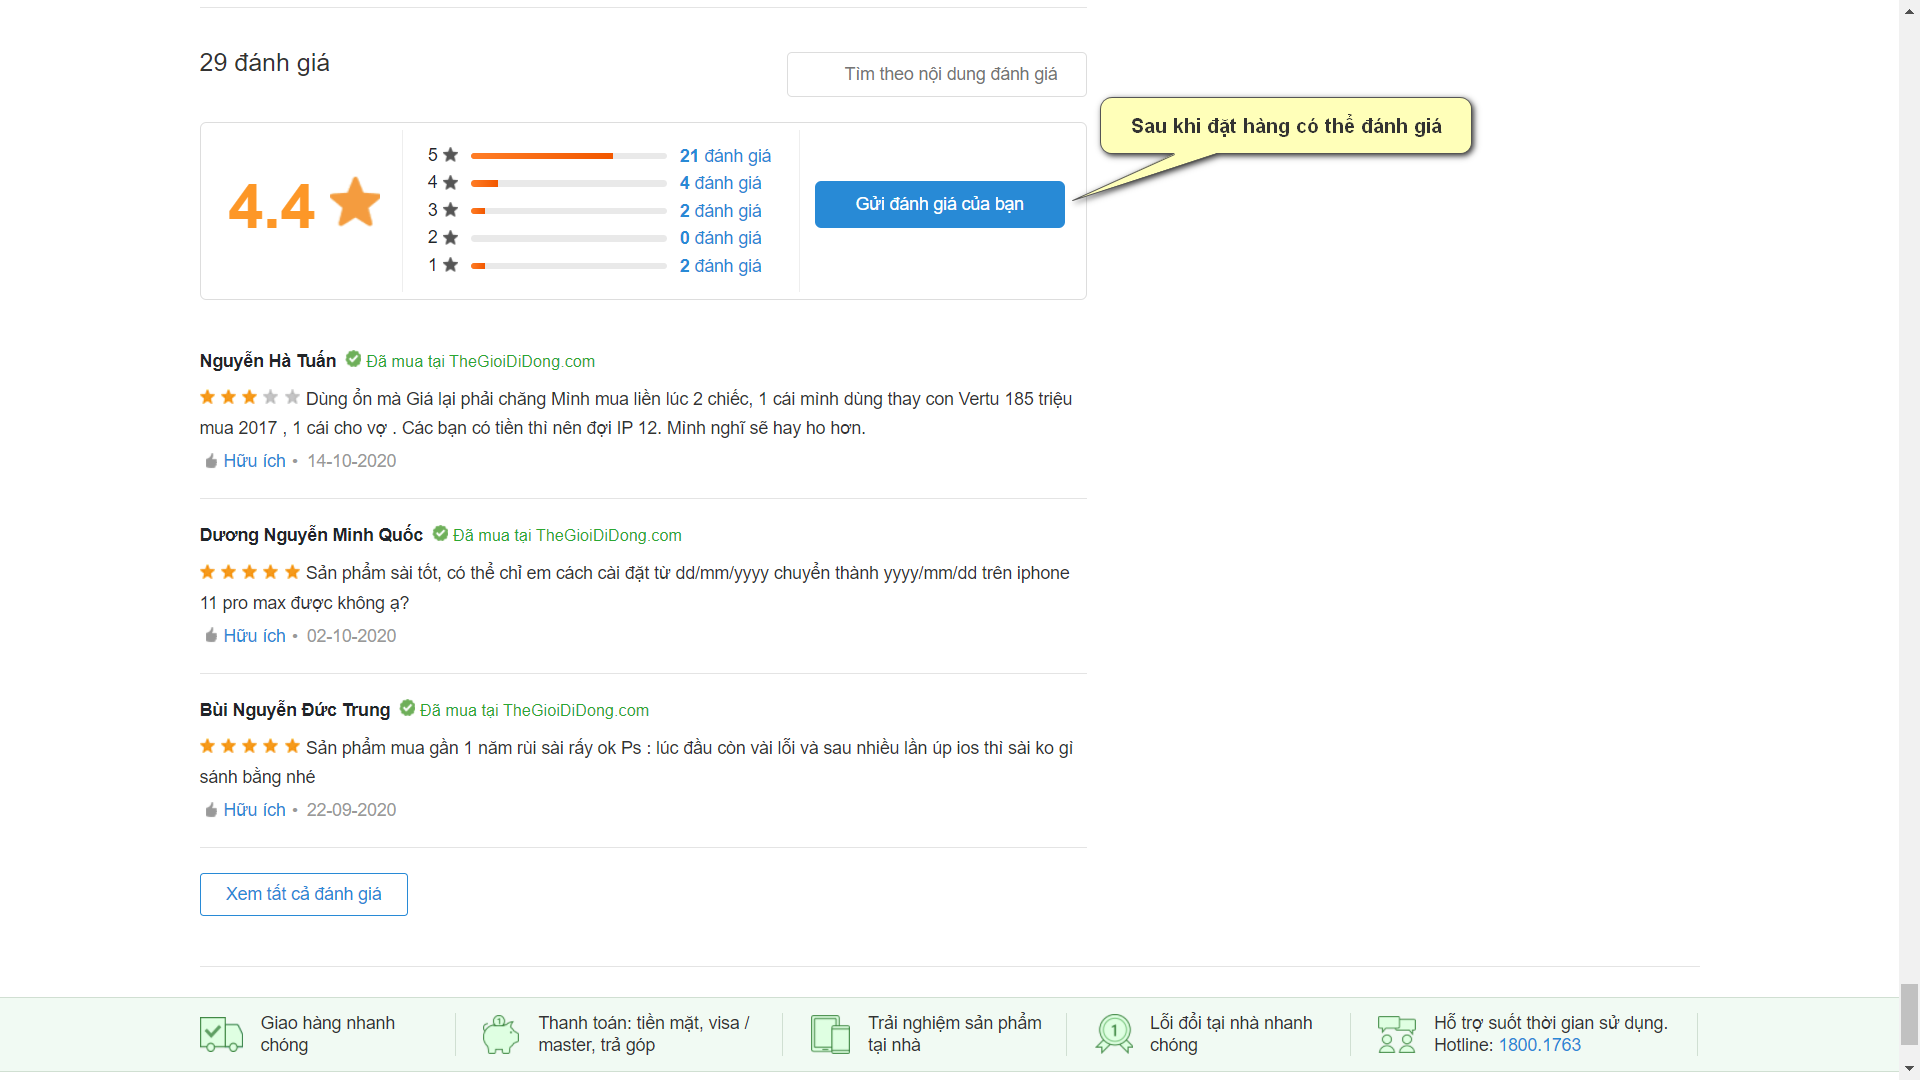 29 đánh giá
Tìm theo nội dung đánh giá
Sau khi đặt hàng có thể đánh giá
4.4
5 21 đánh giá
4 4 đánh giá
3 2 đánh giá
2 0 đánh giá
1 2 đánh giá
Gửi đánh giá của bạn
Nguyễn Hà Tuấn Đã mua tại TheGioiDiDong.com
Dùng ổn mà Giá lại phải chăng Mình mua liền lúc 2 chiếc, 1 cái mình dùng thay con Vertu 185 triệu
mua 2017 , 1 cái cho vợ . Các bạn có tiền thì nên đợi IP 12. Mình nghĩ sẽ hay ho hơn.
Hữu ích • 14-10-2020
Dương Nguyễn Minh Quốc Đã mua tại TheGioiDiDong.com
Sản phẩm sài tốt, có thể chỉ em cách cài đặt từ dd/mm/yyyy chuyển thành yyyy/mm/dd trên iphone
11 pro max được không ạ?
Hữu ích • 02-10-2020
Bùi Nguyễn Đức Trung Đã mua tại TheGioiDiDong.com
Sản phẩm mua gần 1 năm rùi sài rấy ok Ps : lúc đầu còn vài lỗi và sau nhiều lần úp ios thì sài ko gì
sánh bằng nhé
Hữu ích • 22-09-2020
Xem tất cả đánh giá
Giao hàng nhanh
chóng
Thanh toán: tiền mặt, visa /
master, trả góp
Trải nghiệm sản phẩm
tại nhà
1
Lỗi đổi tại nhà nhanh
chóng
Hỗ trợ suốt thời gian sử dụng.
Hotline: 1800.1763